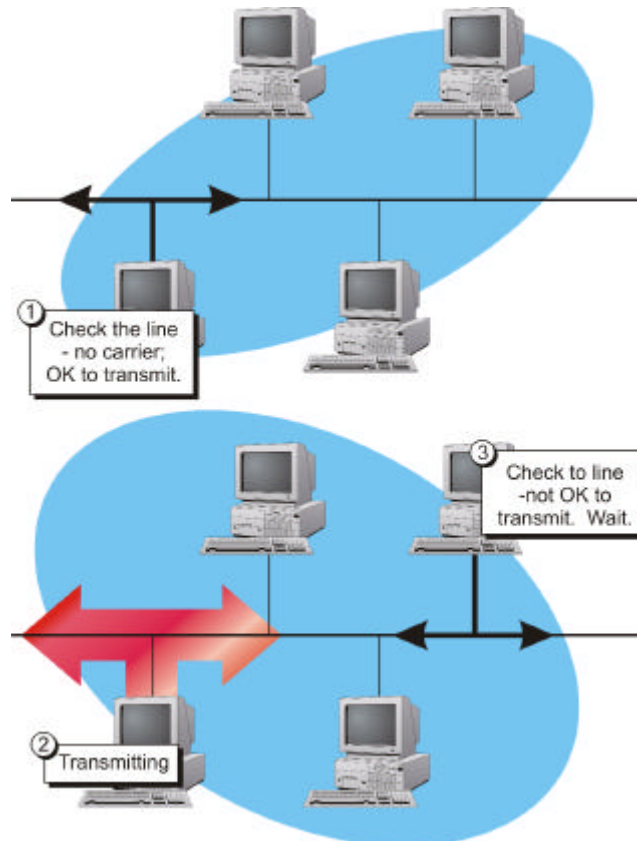 1
Check the line
- no carrier;
OK to transmit.
3
Check to line
-not OK to
transmit. Wait.
2
Transmitting